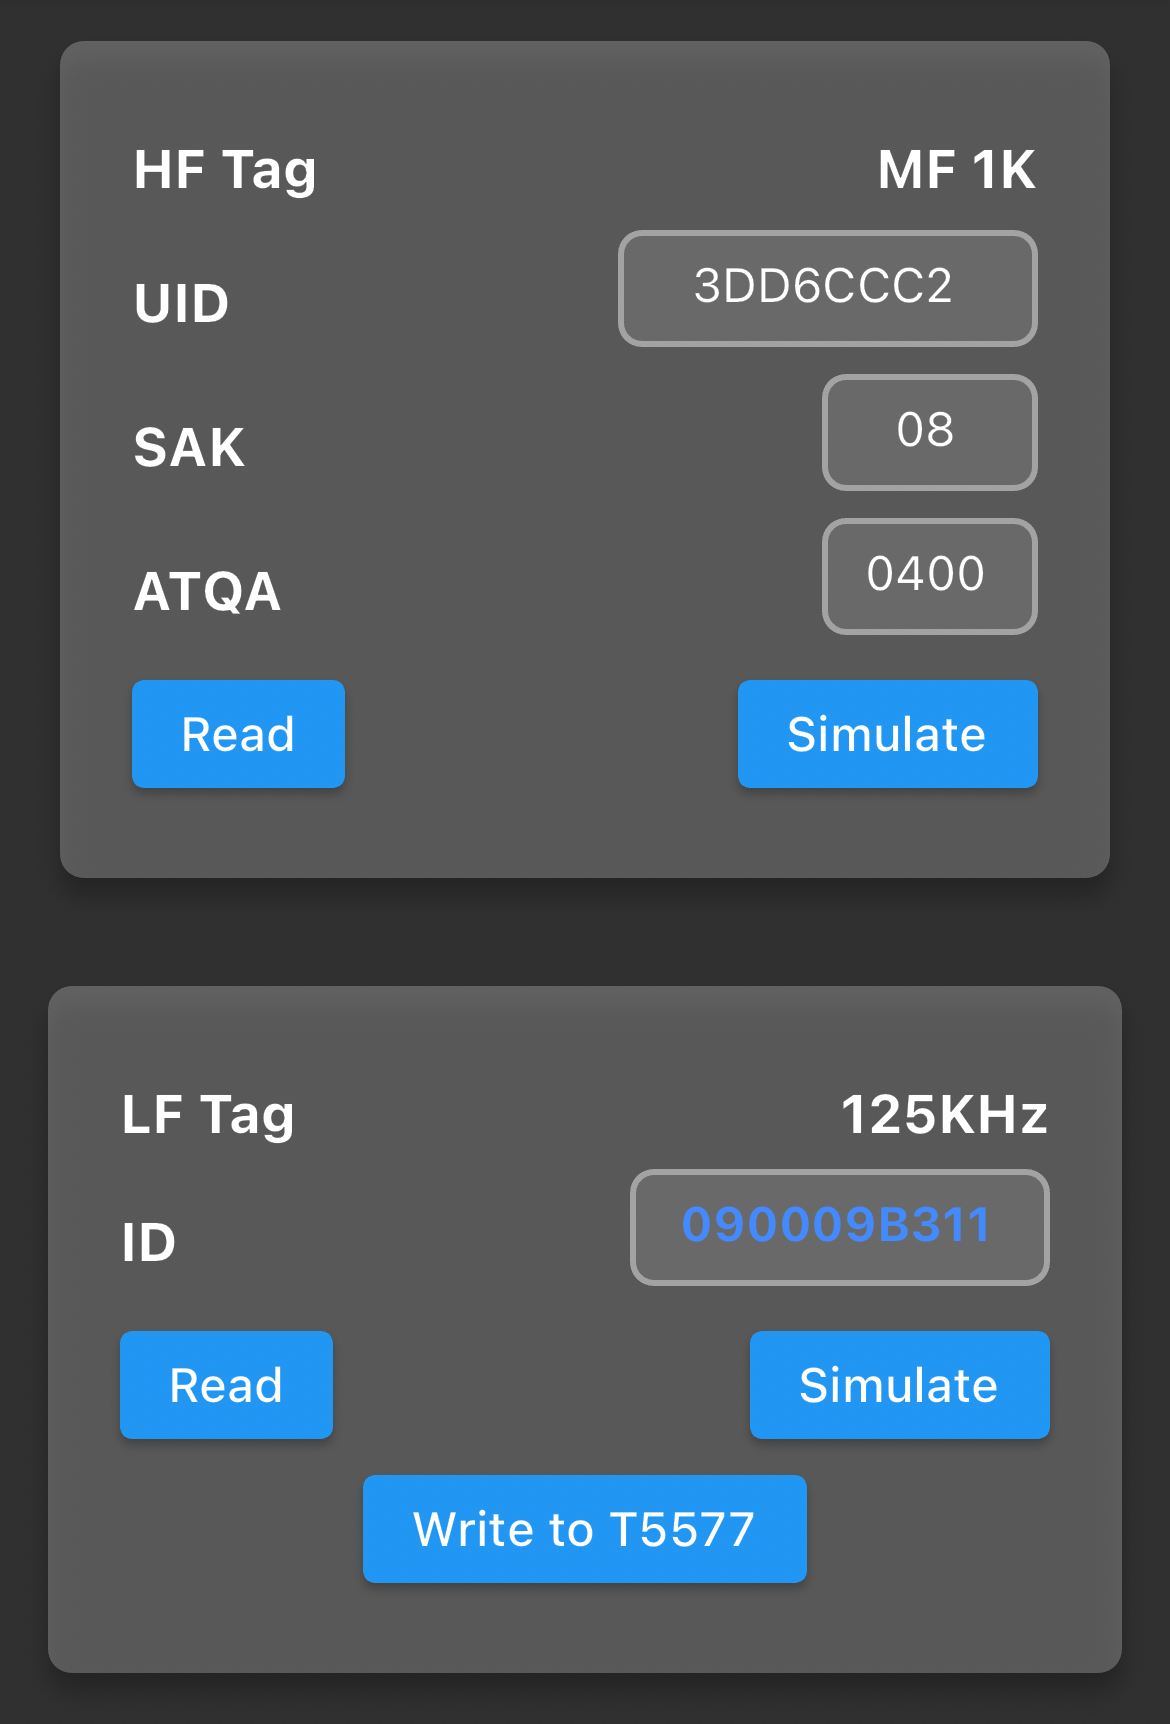 HF Tag MF 1K
UID 3DD6CCC2
SAK 08
ATQA 0400
Read Simulate
LF Tag 125KHz
ID 090009B311
Read Simulate
Write to T5577